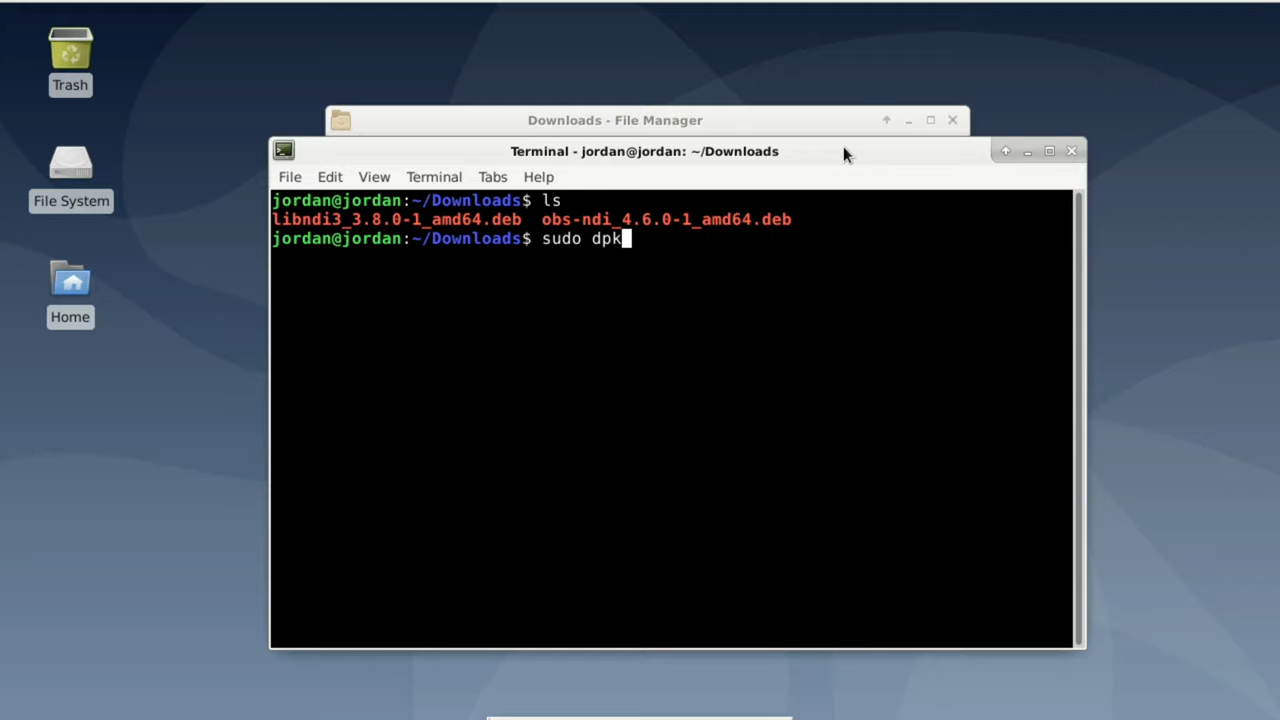 Trash
File System
Home
Downloads - File Manager
Terminal - jordan@jordan: ~/Downloads
File Edit View Terminal Tabs Help
jordan@jordan:~/Downloads$ ls
libndi3_3.8.0-1_amd64.deb  obs-ndi_4.6.0-1_amd64.deb
jordan@jordan:~/Downloads$ sudo dpk